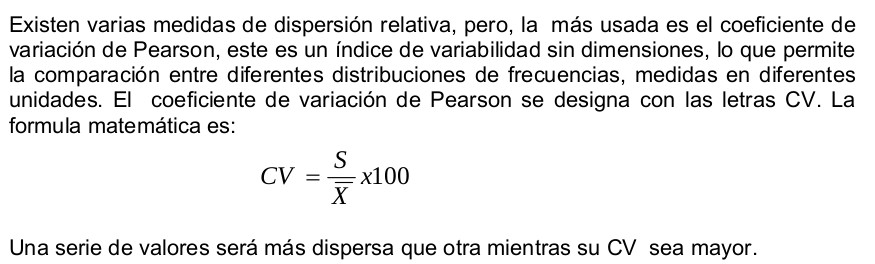 Existen varias medidas de dispersión relativa, pero, la más usada es el coeficiente de
variación de Pearson, este es un índice de variabilidad sin dimensiones, lo que permite
la comparación entre diferentes distribuciones de frecuencias, medidas en diferentes
unidades. El coeficiente de variación de Pearson se designa con las letras CV. La
formula matemática es:
CV = S/X̅ x100
Una serie de valores será más dispersa que otra mientras su CV sea mayor.